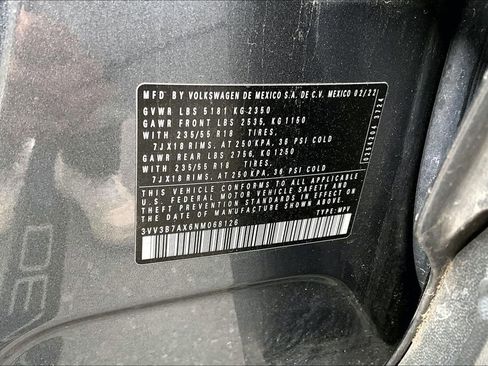 MFD BY VOLKSWAGEN DE MEXICO S.A. DE C.V. MEXICO 02/22
GVWR LBS 5181 KG 2350
GAWR FRONT LBS 2535, KG 1150
WITH 235/55 R18 TIRES,
7JX18 RIMS, AT 250 KPA, 36 PSI COLD
GAWR REAR LBS 2756, KG 1250
WITH 235/55 R18 TIRES,
7JX18 RIMS, AT 250 KPA, 36 PSI COLD
THIS VEHICLE CONFORMS TO ALL APPLICABLE
U.S. FEDERAL MOTOR VEHICLE SAFETY AND
THEFT PREVENTION STANDARDS IN EFFECT ON
THE DATE OF MANUFACTURE SHOWN ABOVE.
3VV3B7AX6NM068126 TYPE: MPV